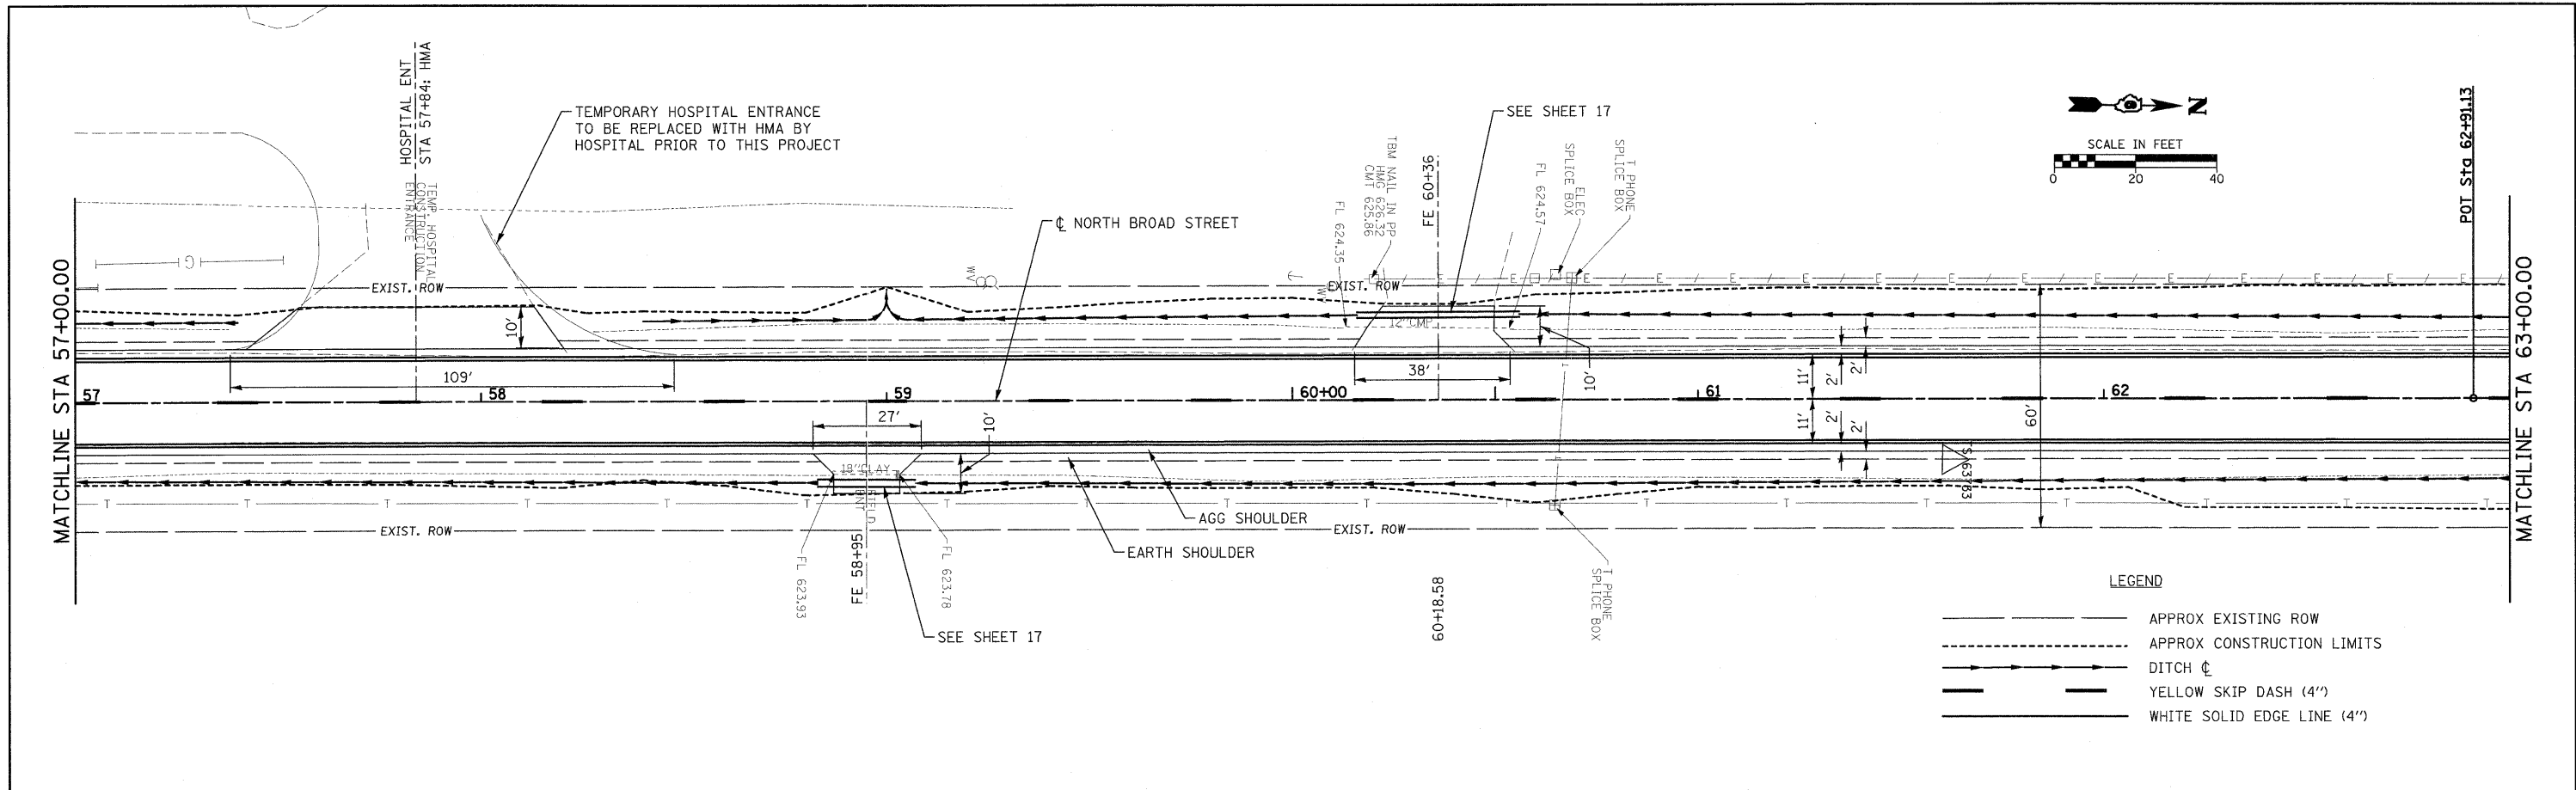 HOSPITAL ENT
STA 57+84: HMA
TEMPORARY HOSPITAL ENTRANCE
TO BE REPLACED WITH HMA BY
HOSPITAL PRIOR TO THIS PROJECT
SEE SHEET 17
N
SCALE IN FEET
0 20 40
POT Sta 62+91.13
TEMP. HOSPITAL
CONSTRUCTION
ENTRANCE
℄ NORTH BROAD STREET
FL 624.35
TBM NAIL IN PP
HMG 626.32
CMT 625.86
FE 60+36
FL 624.57
ELEC
SPLICE BOX
T PHONE
SPLICE BOX
MATCHLINE STA 57+00.00
MATCHLINE STA 63+00.00
G
WV
EXIST. ROW
EXIST. ROW
E E E E E E E E E E E E
10'
12"CMP
10'
109'
38'
11'
2'
2'
57
58
59
60+00
61
62
27'
10'
11'
2'
2'
60'
18"CLAY
FIELD
ENT
T T T T T T T T T T T T T T T T T
EXIST. ROW
EXIST. ROW
AGG SHOULDER
EARTH SHOULDER
FL 623.93
FE 58+95
FL 623.78
SEE SHEET 17
60+18.58
T PHONE
SPLICE BOX
LEGEND
APPROX EXISTING ROW
APPROX CONSTRUCTION LIMITS
DITCH ℄
YELLOW SKIP DASH (4")
WHITE SOLID EDGE LINE (4")